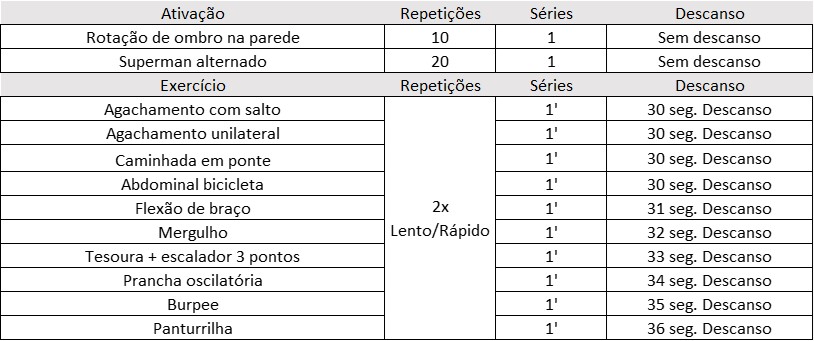 Ativação Repetições Séries Descanso
Rotação de ombro na parede 10 1 Sem descanso
Superman alternado 20 1 Sem descanso
Exercício Repetições Séries Descanso
Agachamento com salto 1' 30 seg. Descanso
Agachamento unilateral 1' 30 seg. Descanso
Caminhada em ponte 1' 30 seg. Descanso
Abdominal bicicleta 1' 30 seg. Descanso
Flexão de braço 2x 1' 31 seg. Descanso
Mergulho Lento/Rápido 1' 32 seg. Descanso
Tesoura + escalador 3 pontos 1' 33 seg. Descanso
Prancha oscilatória 1' 34 seg. Descanso
Burpee 1' 35 seg. Descanso
Panturrilha 1' 36 seg. Descanso